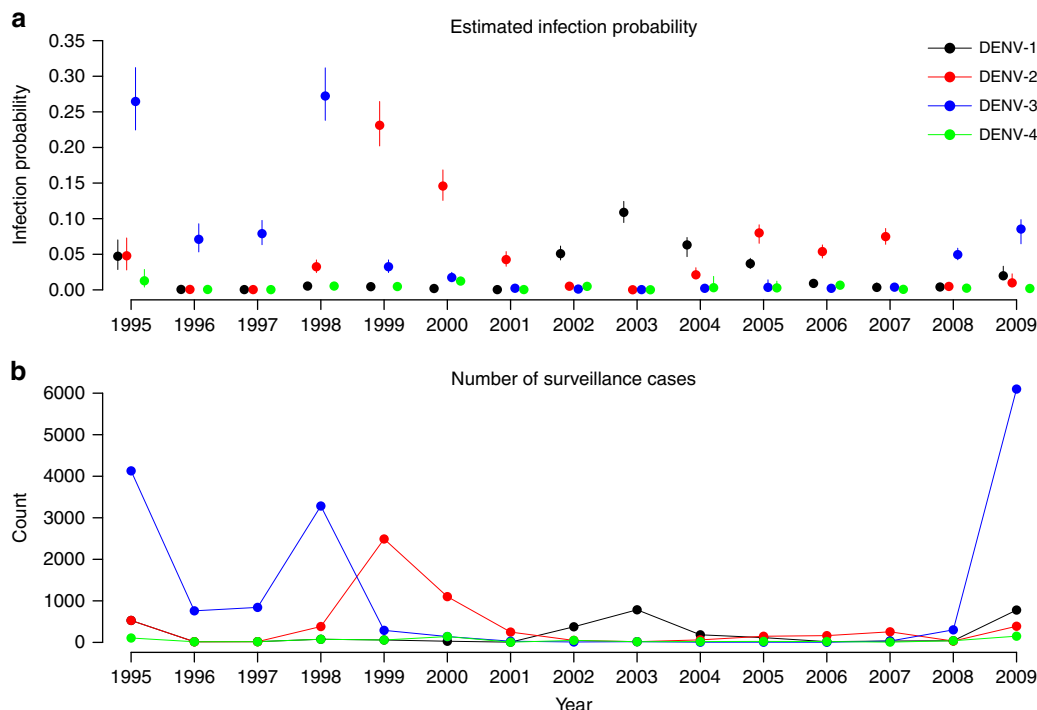 a
Estimated infection probability
0.35
0.30
0.25
0.20
0.15
0.10
0.05
0.00
Infection probability
DENV-1
DENV-2
DENV-3
DENV-4
1995 1996 1997 1998 1999 2000 2001 2002 2003 2004 2005 2006 2007 2008 2009
b
Number of surveillance cases
6000
5000
4000
3000
2000
1000
0
Count
1995 1996 1997 1998 1999 2000 2001 2002 2003 2004 2005 2006 2007 2008 2009
Year